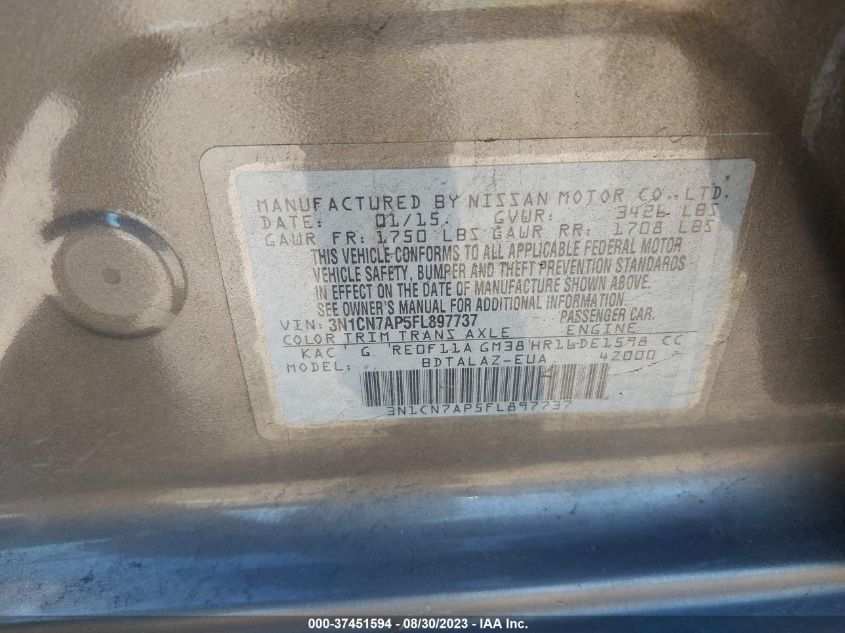 MANUFACTURED BY NISSAN MOTOR CO., LTD.
DATE: 01/15. GVWR: 3426 LBS
GAWR FR: 1750 LBS GAWR RR: 1708 LBS
THIS VEHICLE CONFORMS TO ALL APPLICABLE FEDERAL MOTOR
VEHICLE SAFETY, BUMPER AND THEFT PREVENTION STANDARDS
IN EFFECT ON THE DATE OF MANUFACTURE SHOWN ABOVE.
SEE OWNER'S MANUAL FOR ADDITIONAL INFORMATION.
VIN: 3N1CN7AP5FL897737 PASSENGER CAR
COLOR TRIM TRANS AXLE ENGINE
KAC G RE0F11A GM38 HR16DE1598 CC
MODEL: BDTALAZ-EUA 4Z000
3N1CN7AP5FL897737
000-37451594 - 08/30/2023 - © IAA, Inc.